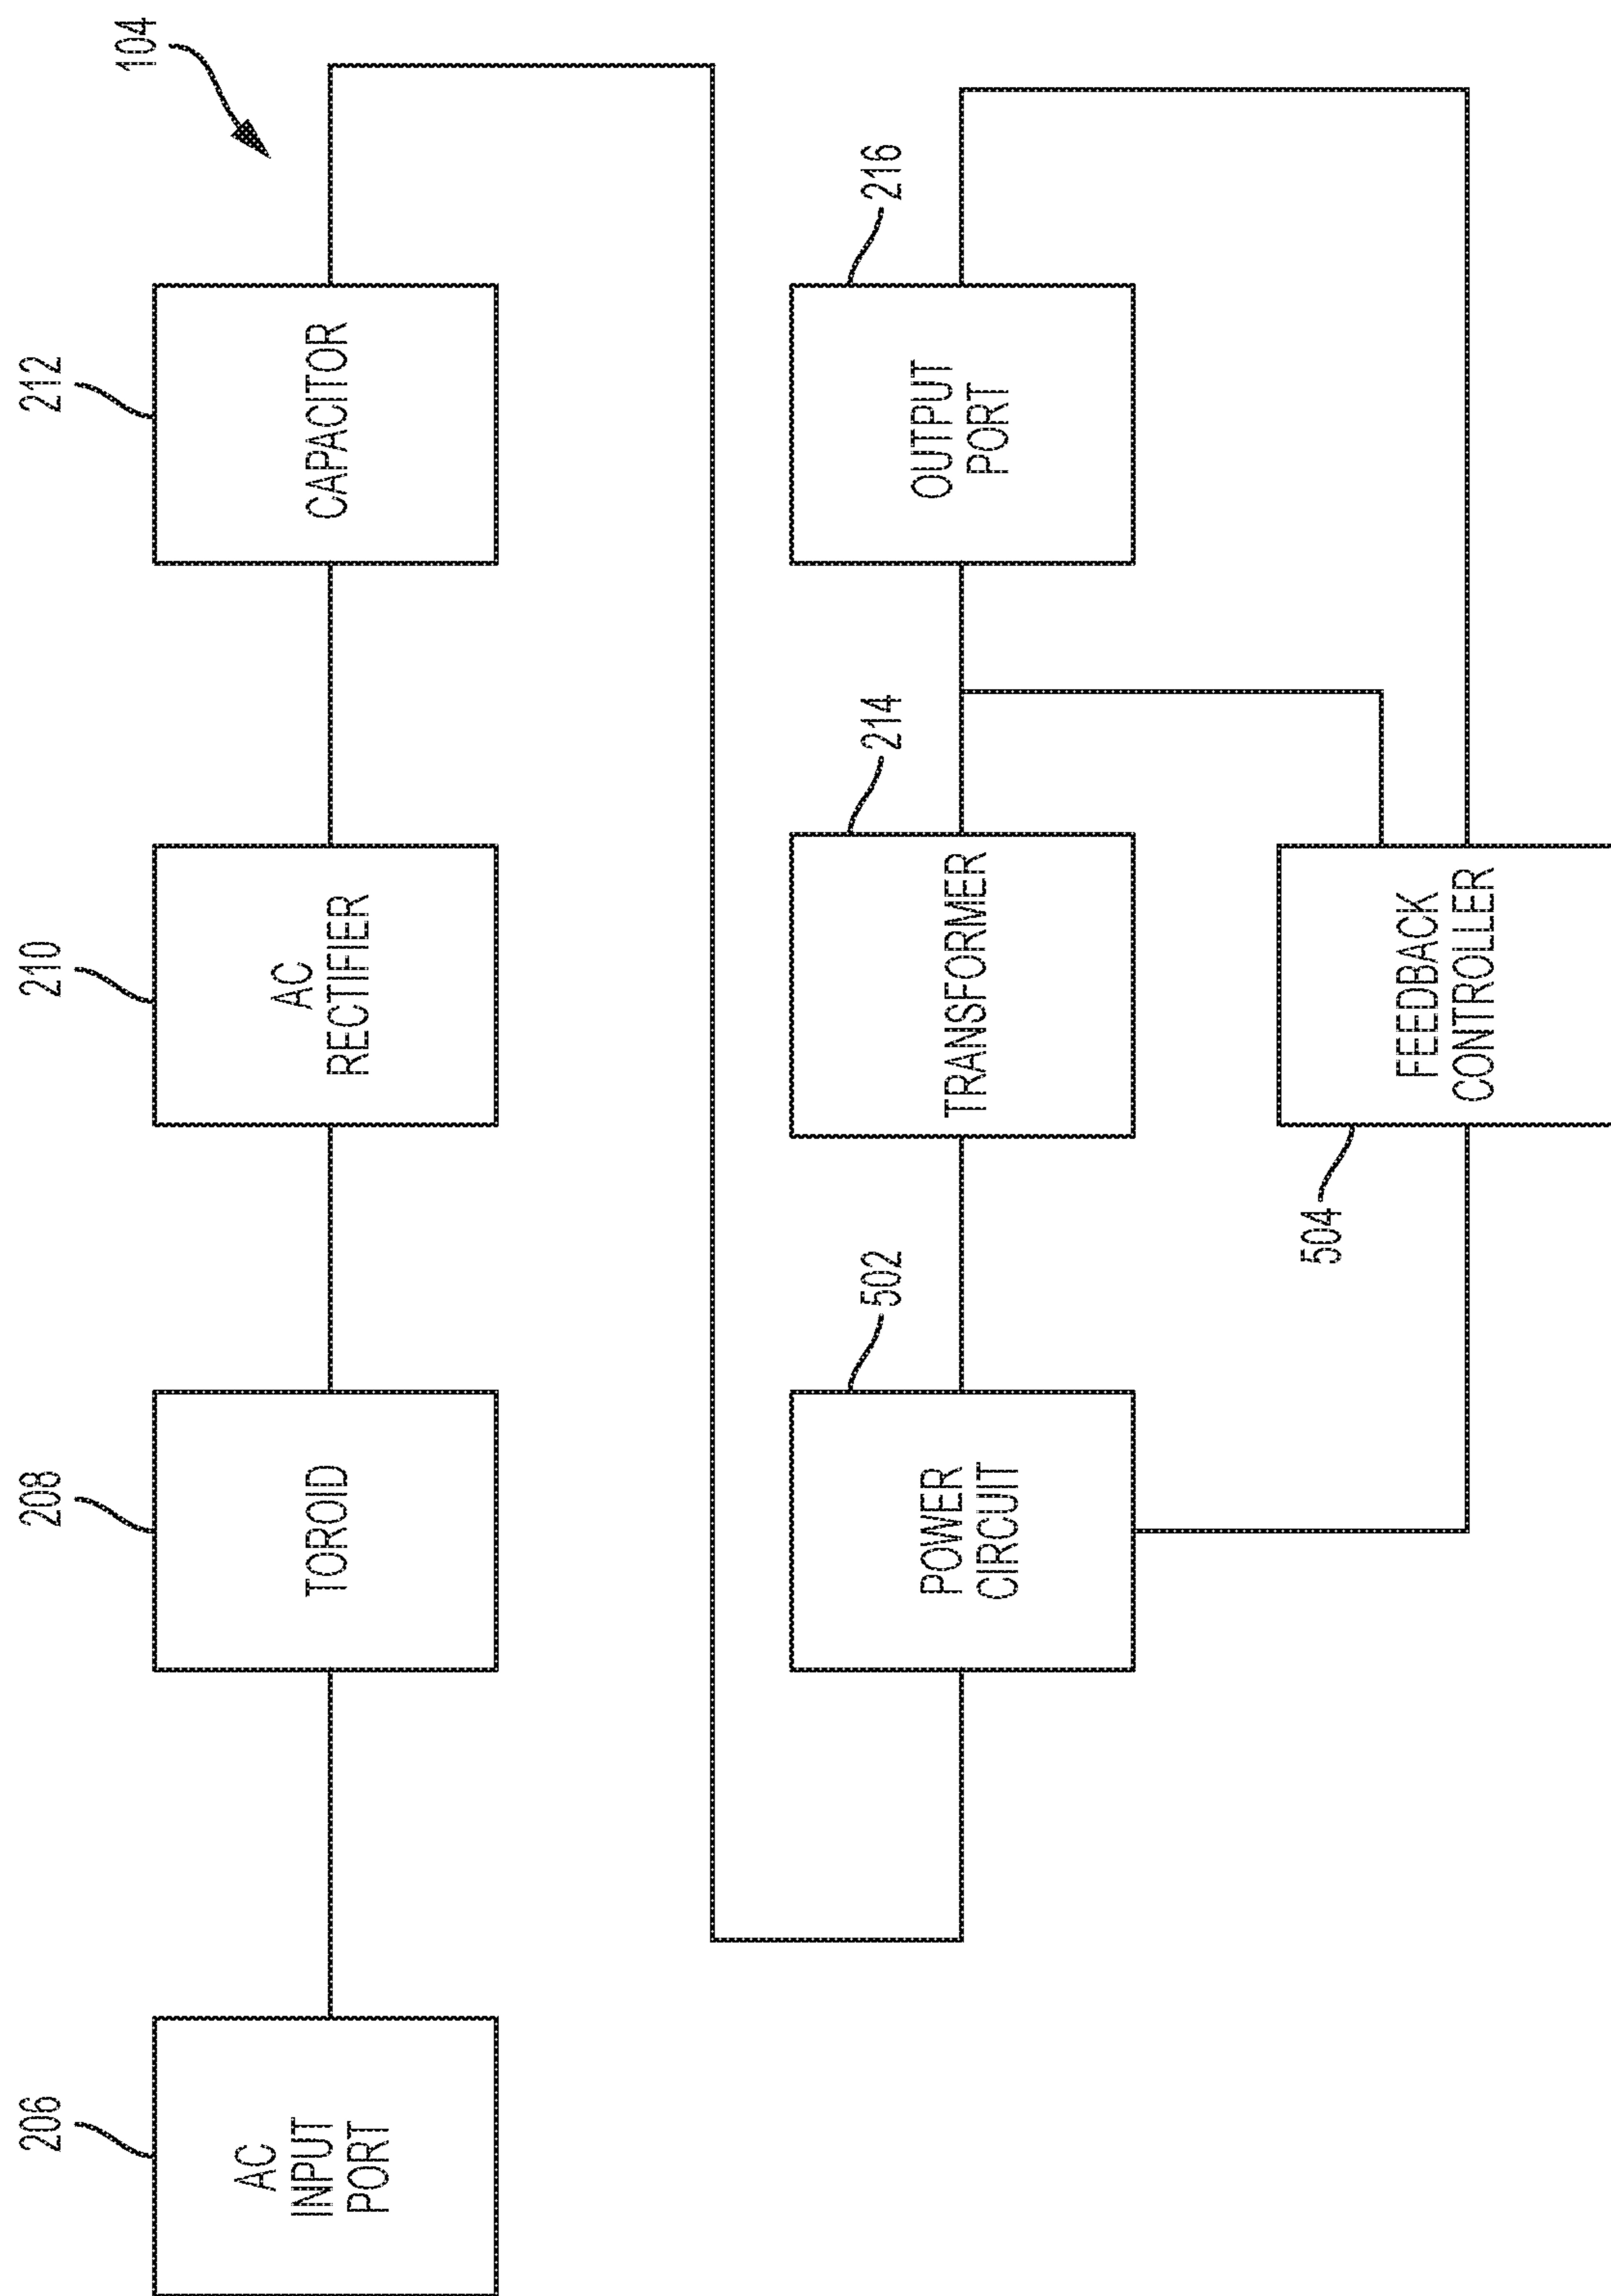 104
206
208
210
212
AC
INPUT
PORT
TOROID
AC
RECTIFIER
CAPACITOR
502
214
216
POWER
CIRCUIT
TRANSFORMER
OUTPUT
PORT
504
FEEDBACK
CONTROLLER